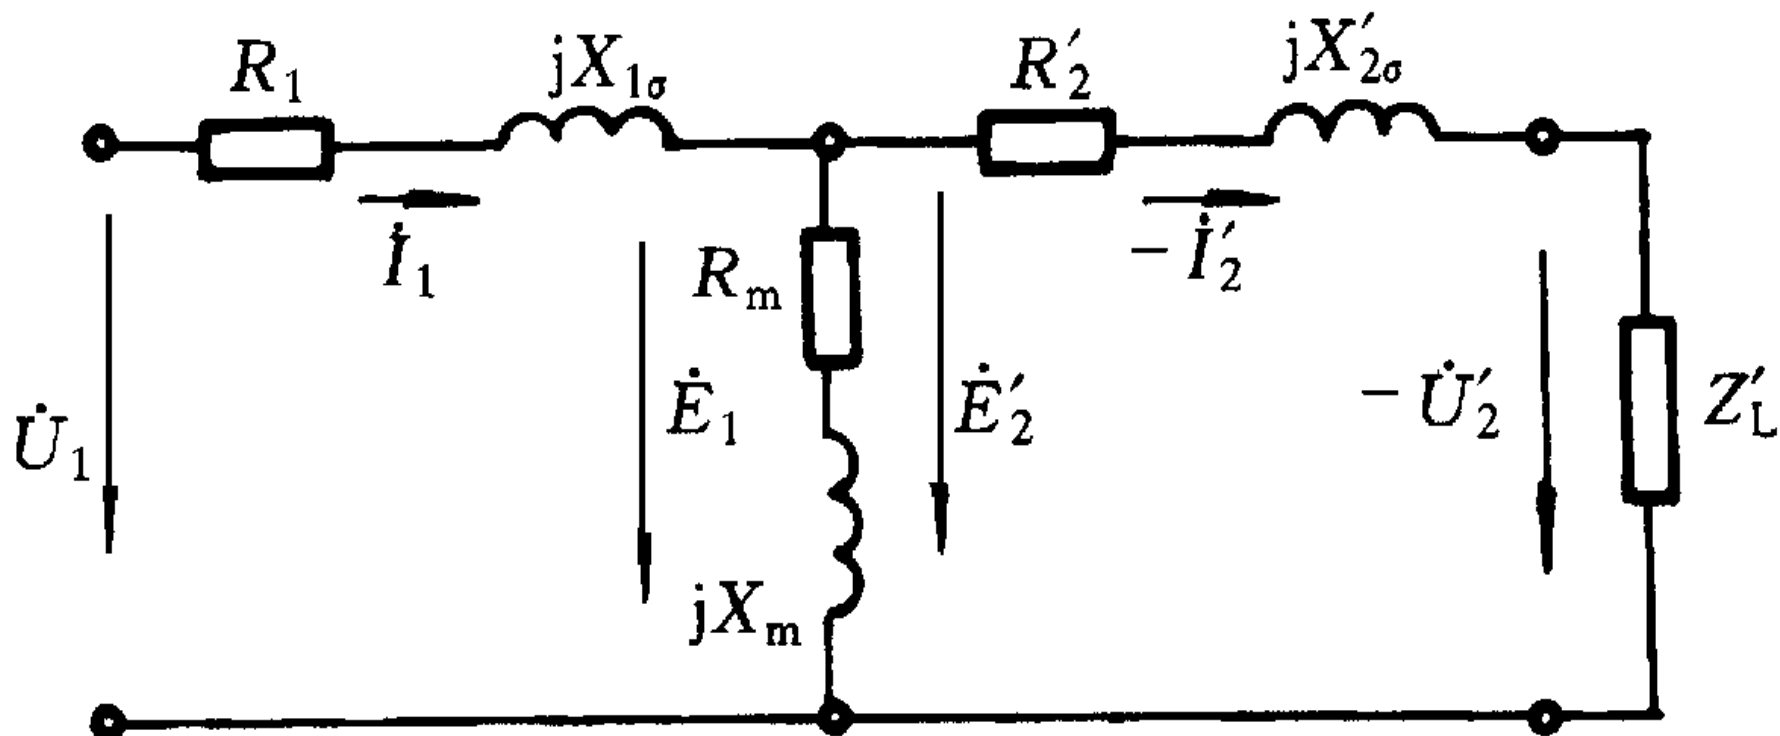 R₁
jX₁σ
R′₂
jX′₂σ
İ₁
− İ′₂
Rₘ
U̇₁
Ė₁
Ė′₂
− U̇′₂
Z′L
jXₘ